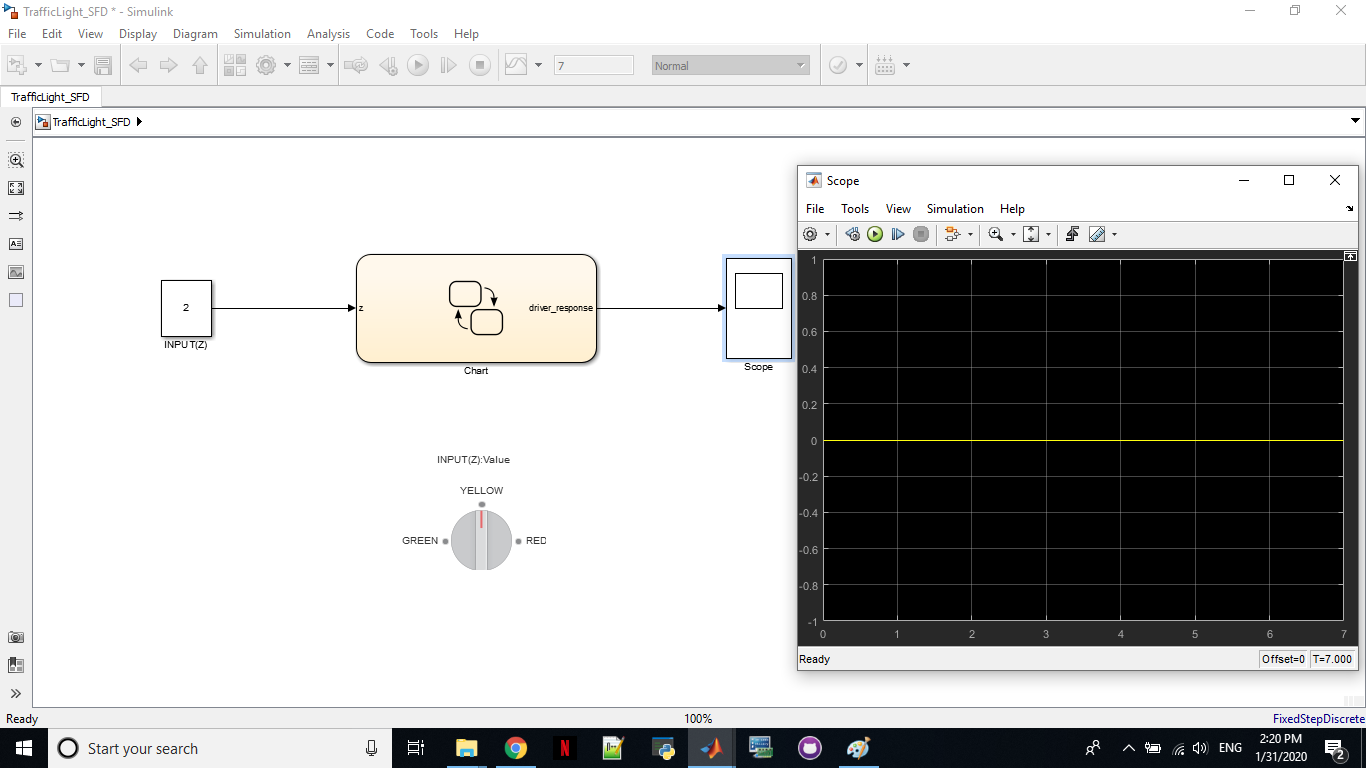 TrafficLight_SFD * - Simulink
File Edit View Display Diagram Simulation Analysis Code Tools Help
7 Normal
TrafficLight_SFD
TrafficLight_SFD
2
INPUT(Z)
z
driver_response
Chart
Scope
INPUT(Z):Value
YELLOW
GREEN
RED
Scope
File Tools View Simulation Help
1
0.8
0.6
0.4
0.2
0
-0.2
-0.4
-0.6
-0.8
-1
0 1 2 3 4 5 6 7
Ready Offset=0 T=7.000
Ready 100% FixedStepDiscrete
Start your search
N
ENG
2:20 PM
1/31/2020
2